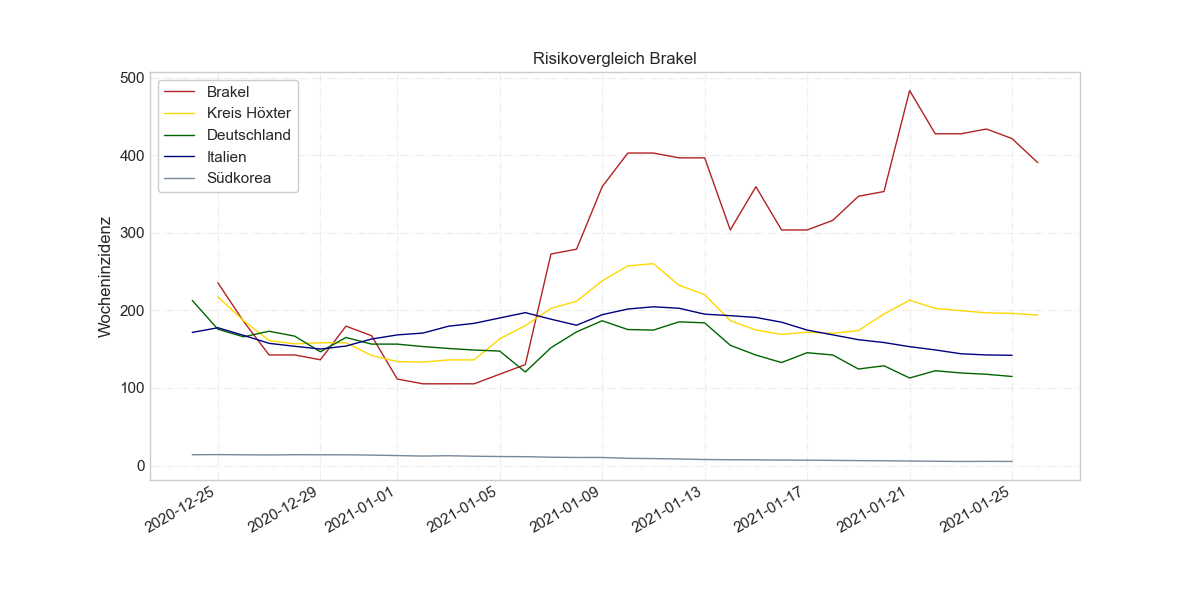 Risikovergleich Brakel
Wocheninzidenz
500
400
300
200
100
0
Brakel
Kreis Höxter
Deutschland
Italien
Südkorea
2020-12-25
2020-12-29
2021-01-01
2021-01-05
2021-01-09
2021-01-13
2021-01-17
2021-01-21
2021-01-25